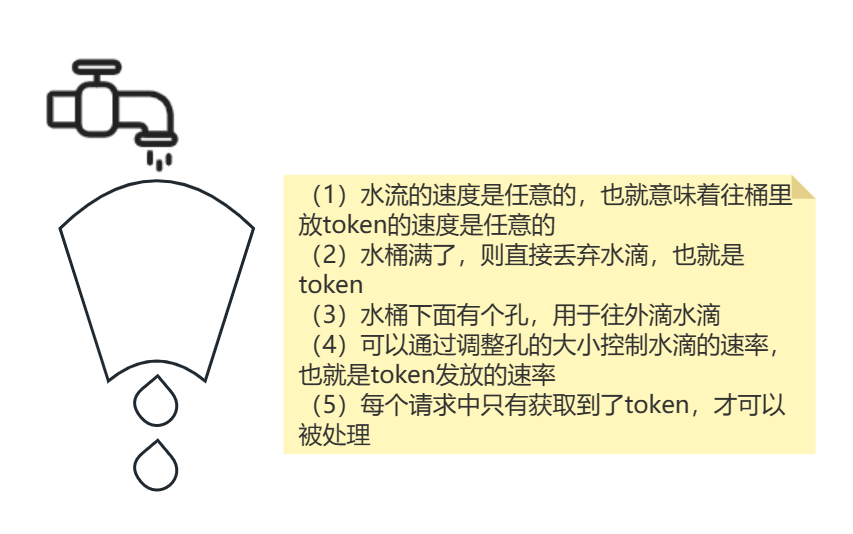 （1）水流的速度是任意的，也就意味着往桶里
放token的速度是任意的
（2）水桶满了，则直接丢弃水滴，也就是
token
（3）水桶下面有个孔，用于往外滴水滴
（4）可以通过调整孔的大小控制水滴的速率，
也就是token发放的速率
（5）每个请求中只有获取到了token，才可以
被处理